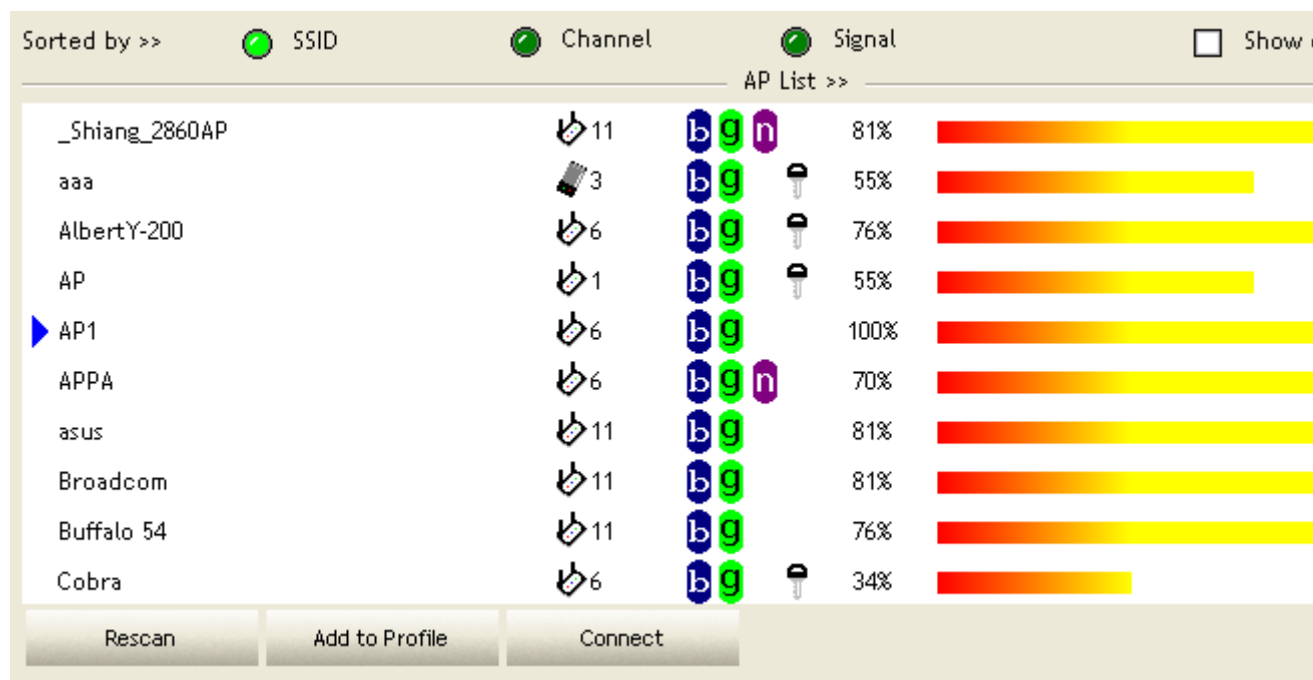 Sorted by >> SSID Channel Signal Show
AP List >>
_Shiang_2860AP 11 b g n 81%
aaa 3 b g 55%
AlbertY-200 6 b g 76%
AP 1 b g 55%
AP1 6 b g 100%
APPA 6 b g n 70%
asus 11 b g 81%
Broadcom 11 b g 81%
Buffalo 54 11 b g 76%
Cobra 6 b g 34%
Rescan Add to Profile Connect